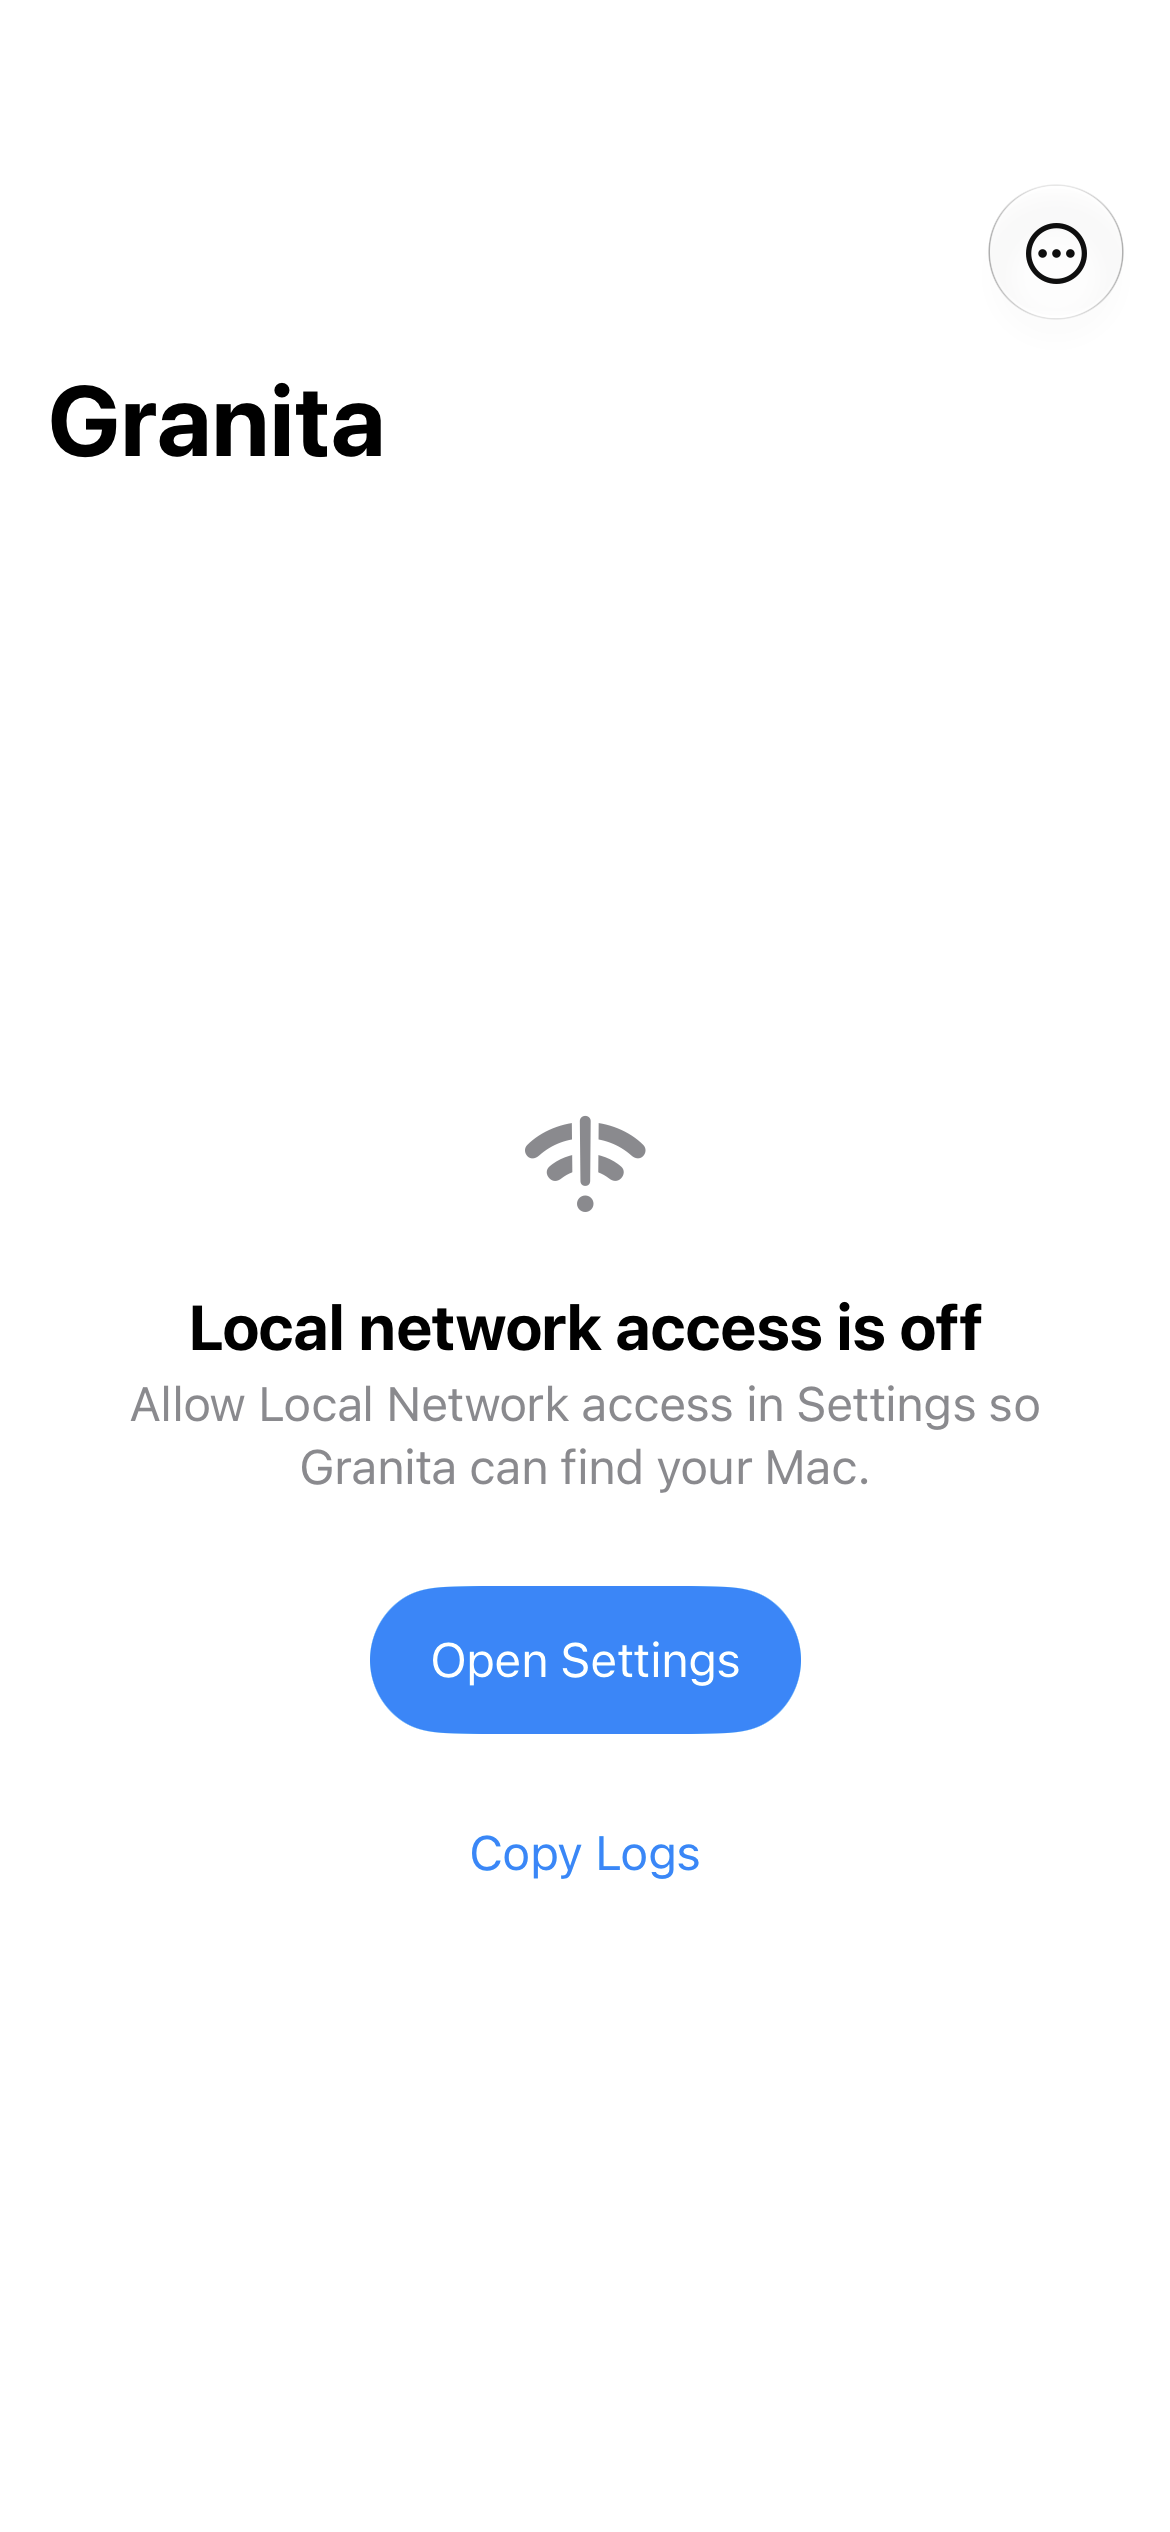 Granita
Local network access is off
Allow Local Network access in Settings so
Granita can find your Mac.
Open Settings
Copy Logs